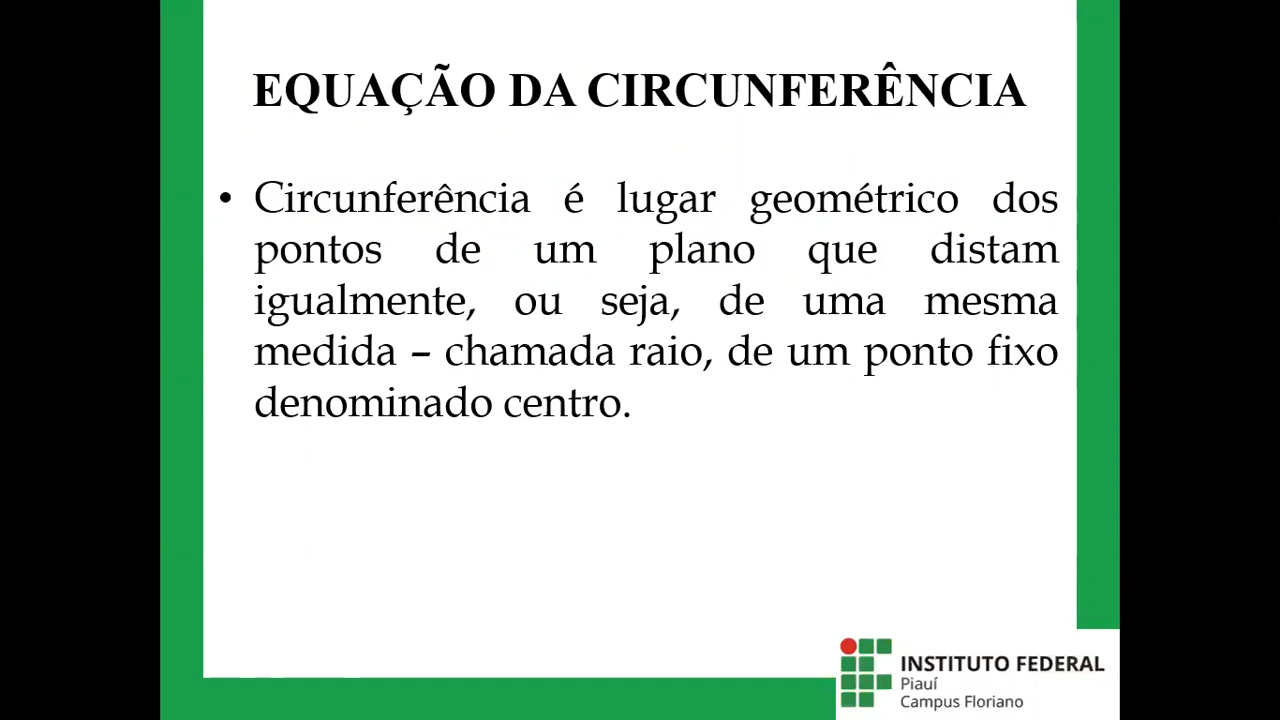 EQUAÇÃO DA CIRCUNFERÊNCIA
• Circunferência é lugar geométrico dos
pontos de um plano que distam
igualmente, ou seja, de uma mesma
medida – chamada raio, de um ponto fixo
denominado centro.
INSTITUTO FEDERAL
Piauí
Campus Floriano